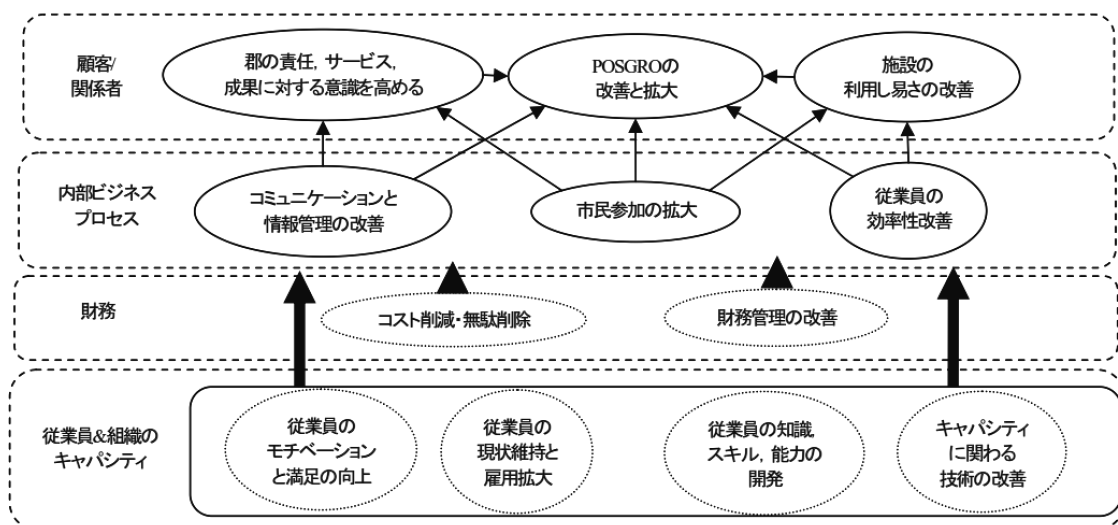 顧客/
関係者
郡の責任, サービス,
成果に対する意識を高める
POSGROの
改善と拡大
施設の
利用し易さの改善
内部ビジネス
プロセス
コミュニケーションと
情報管理の改善
市民参加の拡大
従業員の
効率性改善
財務
コスト削減・無駄削除
財務管理の改善
従業員&組織の
キャパシティ
従業員の
モチベーション
と満足の向上
従業員の
現状維持と
雇用拡大
従業員の知識,
スキル, 能力の
開発
キャパシティ
に関わる
技術の改善